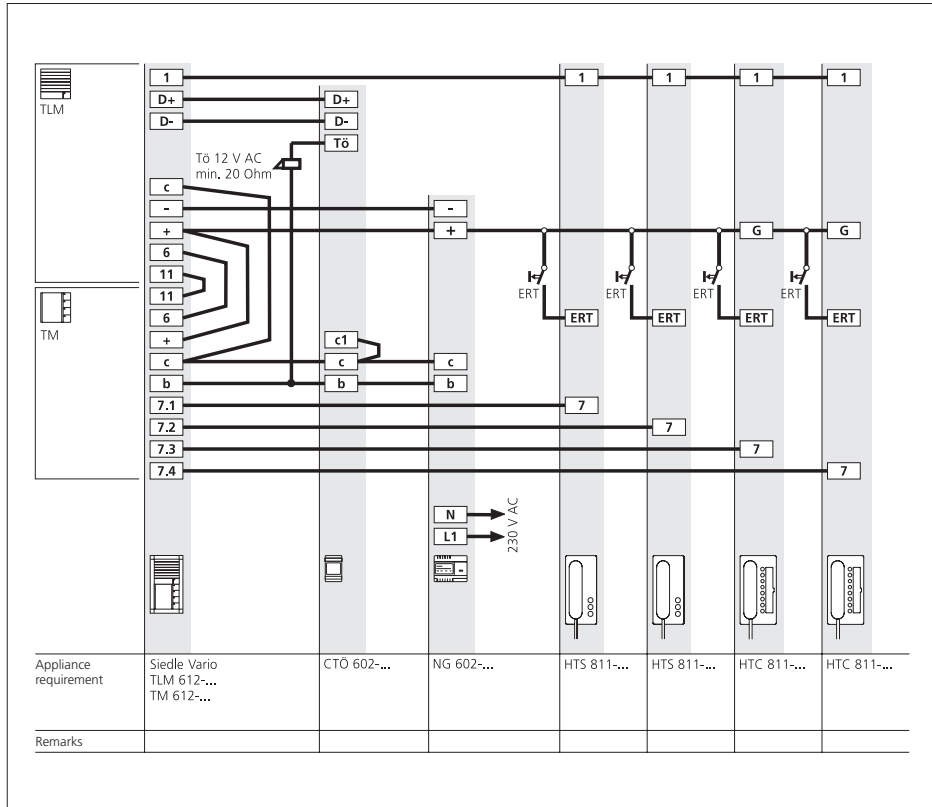 TLM
1 1 1 1 1
D+ D+
D- D-
Tö
Tö 12 V AC
min. 20 Ohm
c
- -
+ + G G
6
11
ERT ERT ERT ERT
TM
11
6 ERT ERT ERT ERT
+ c1
c c c
b b b
7.1 7
7.2 7
7.3 7
7.4 7
N
L1
230 V AC
Appliance
requirement
Siedle Vario
TLM 612-...
TM 612-...
CTÖ 602-...
NG 602-...
HTS 811-...
HTS 811-...
HTC 811-...
HTC 811-...
Remarks